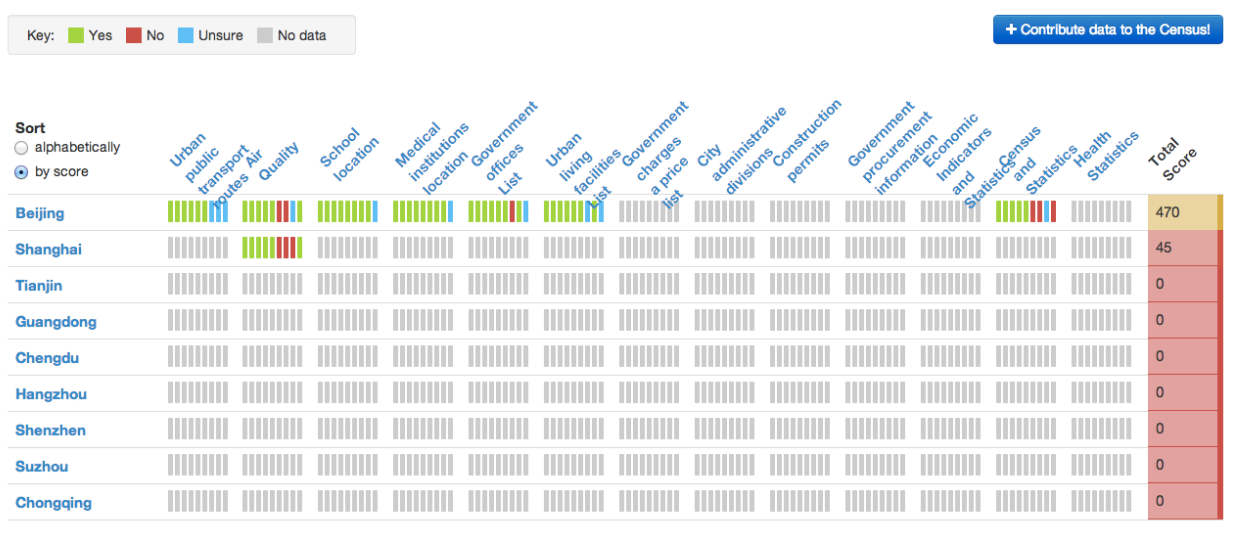 Key: Yes No Unsure No data
+ Contribute data to the Census!
Sort
alphabetically
by score
Urban
public
transport
routes
Air
Quality
School
location
Medical
institutions
location
Government
offices
List
Urban
living
facilities
List
Government
charges
a price
list
City
administrative
divisions
Construction
permits
Government
procurement
information
Economic
Indicators
and
Statistics
Census
and
Statistics
Health
Statistics
Total
Score
Beijing 470
Shanghai 45
Tianjin 0
Guangdong 0
Chengdu 0
Hangzhou 0
Shenzhen 0
Suzhou 0
Chongqing 0